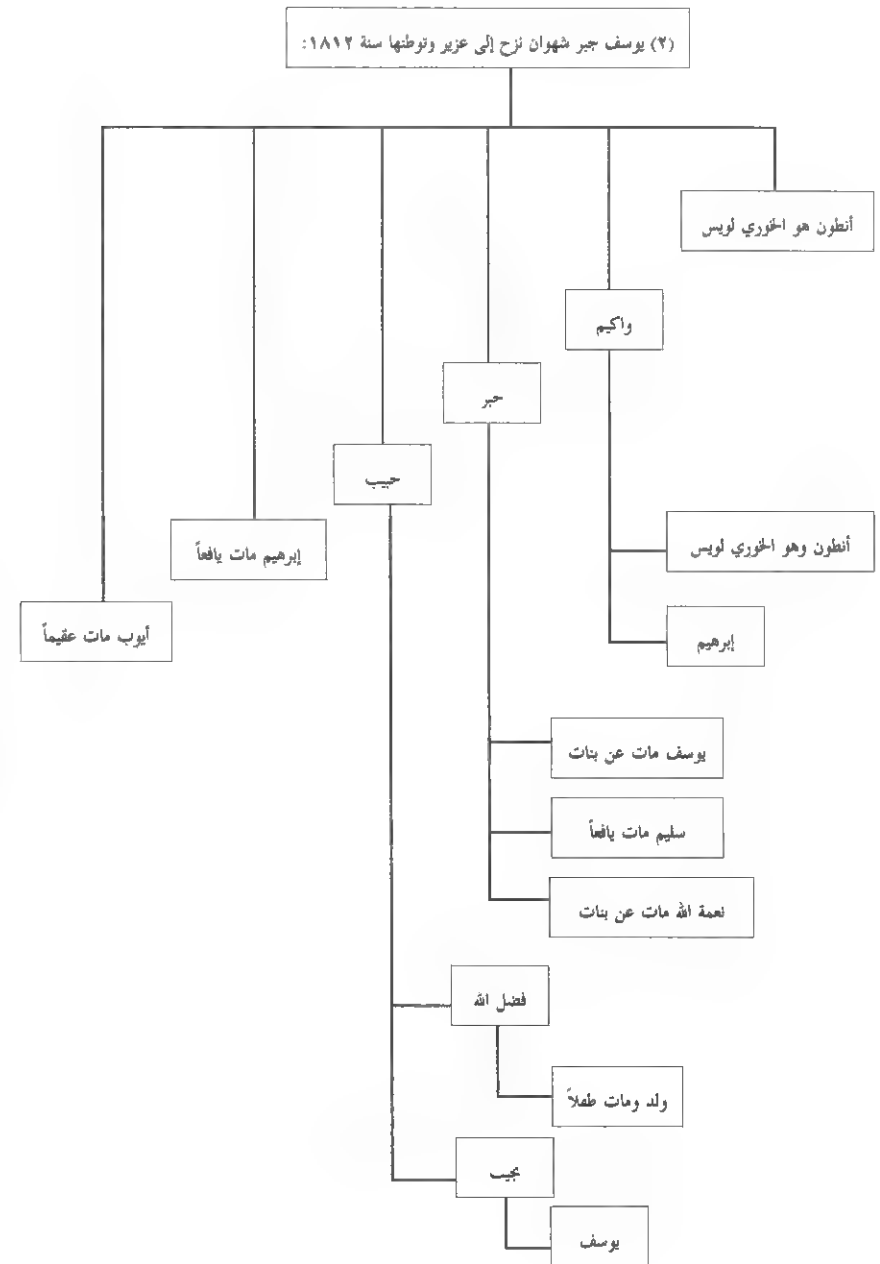 (٢) يوسف جبر شهوان نزح إلى عزير وتوطنها سنة ١٨١٢:
أنطون هو الخوري لويس
واكيم
حبر
حبيب
إبرهيم مات يافعاً
أيوب مات عقيماً
أنطون وهو الخوري لويس
إبرهيم
يوسف مات عن بنات
سليم مات يافعاً
نعمة الله مات عن بنات
فضل الله
ولد ومات طفلاً
يوسف